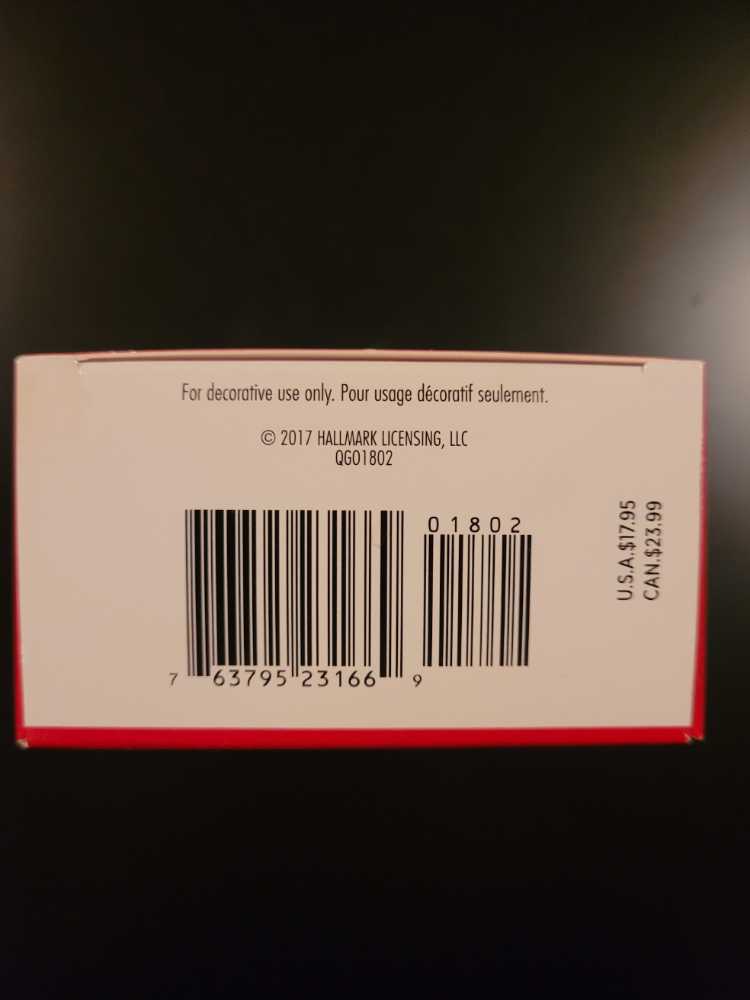 For decorative use only. Pour usage décoratif seulement.
© 2017 HALLMARK LICENSING, LLC
QGO1802
01802
7 63795 23166 9
U.S.A.$17.95
CAN.$23.99